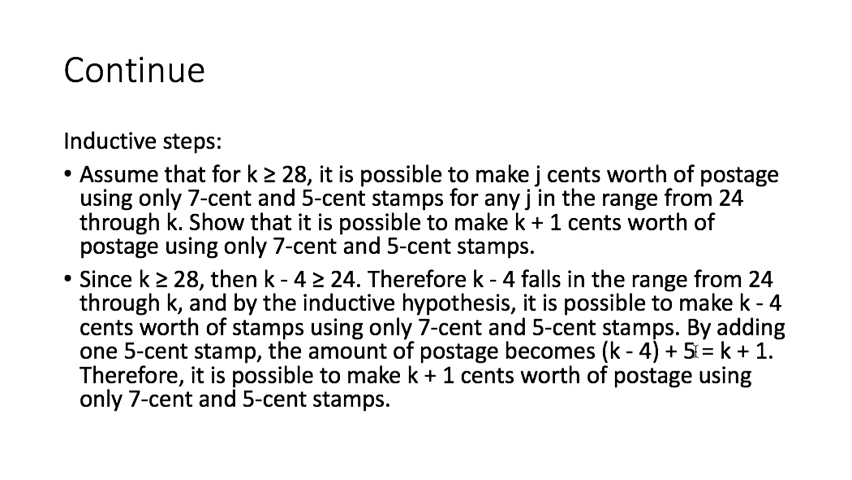 Continue
Inductive steps:
• Assume that for k ≥ 28, it is possible to make j cents worth of postage
using only 7-cent and 5-cent stamps for any j in the range from 24
through k. Show that it is possible to make k + 1 cents worth of
postage using only 7-cent and 5-cent stamps.
• Since k ≥ 28, then k - 4 ≥ 24. Therefore k - 4 falls in the range from 24
through k, and by the inductive hypothesis, it is possible to make k - 4
cents worth of stamps using only 7-cent and 5-cent stamps. By adding
one 5-cent stamp, the amount of postage becomes (k - 4) + 5 = k + 1.
Therefore, it is possible to make k + 1 cents worth of postage using
only 7-cent and 5-cent stamps.